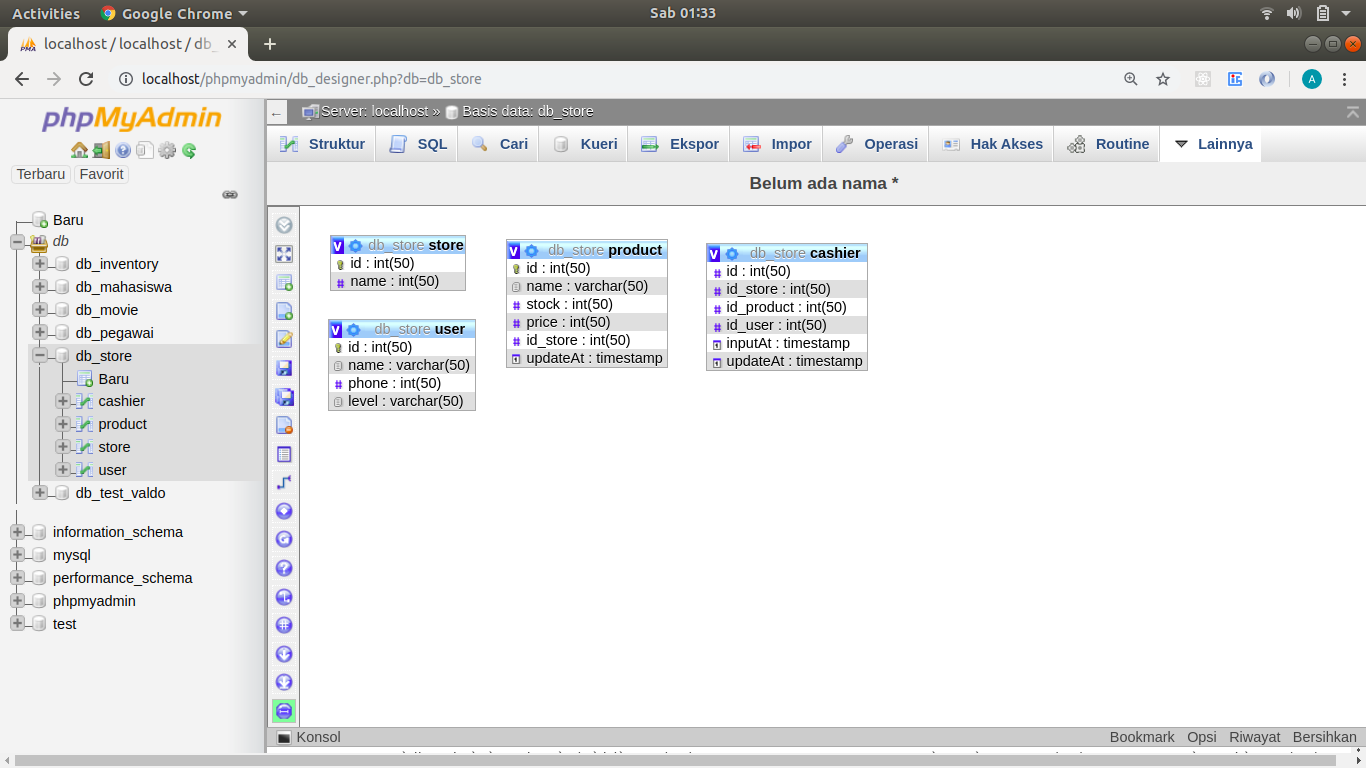 Activities Google Chrome Sab 01:33
localhost / localhost / db_
localhost/phpmyadmin/db_designer.php?db=db_store A
phpMyAdmin
Terbaru Favorit
Baru
db
db_inventory
db_mahasiswa
db_movie
db_pegawai
db_store
Baru
cashier
product
store
user
db_test_valdo
information_schema
mysql
performance_schema
phpmyadmin
test
Server: localhost » Basis data: db_store
Struktur SQL Cari Kueri Ekspor Impor Operasi Hak Akses Routine Lainnya
Belum ada nama *
v db_store store
id : int(50)
# name : int(50)
v db_store user
id : int(50)
name : varchar(50)
# phone : int(50)
level : varchar(50)
v db_store product
id : int(50)
name : varchar(50)
# stock : int(50)
# price : int(50)
# id_store : int(50)
updateAt : timestamp
v db_store cashier
# id : int(50)
# id_store : int(50)
# id_product : int(50)
# id_user : int(50)
inputAt : timestamp
updateAt : timestamp
Konsol Bookmark Opsi Riwayat Bersihkan